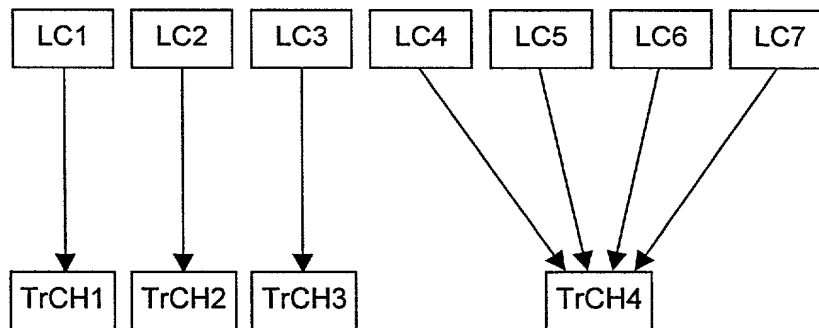 LC1 LC2 LC3 LC4 LC5 LC6 LC7
TrCH1 TrCH2 TrCH3 TrCH4